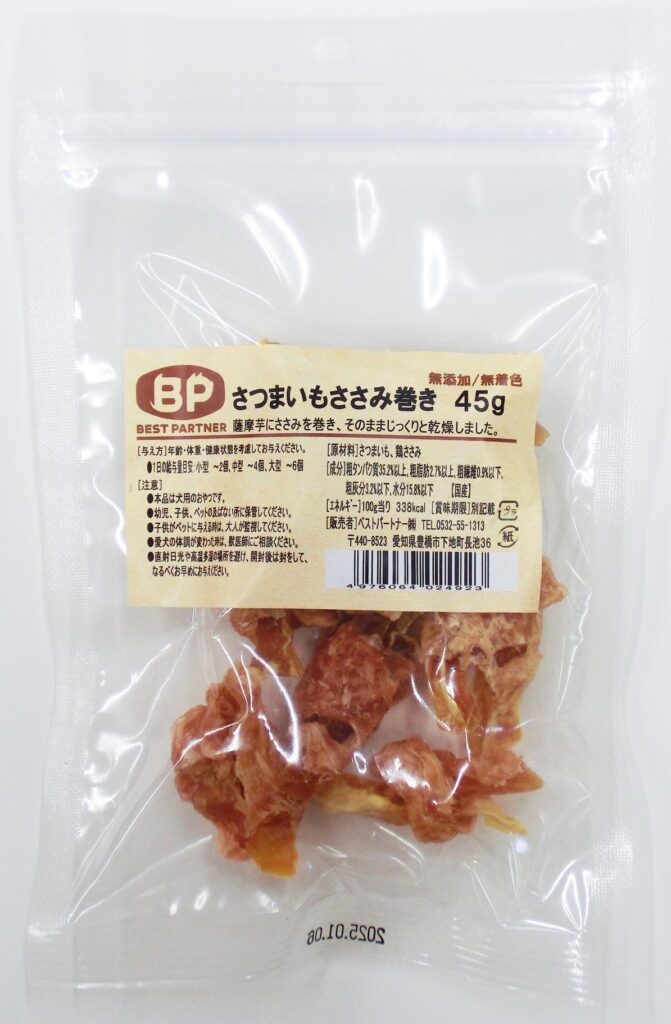 無添加/無着色
BP さつまいもささみ巻き 45g
BEST PARTNER 薩摩芋にささみを巻き、そのままじっくりと乾燥しました。
[与え方]年齢・体重・健康状態を考慮してお与えください。
●1日の給与量目安:小型 ~2個、中型 ~4個、大型 ~6個
[注意]
●本品は犬用のおやつです。
●幼児、子供、ペットの及ばない所に保管してください。
●子供がペットに与える時は、大人が監視してください。
●愛犬の体調が変わった時は、獣医師にご相談ください。
●直射日光や高温多湿の場所を避け、開封後は封をして、
なるべくお早めにお与えください。
[原材料]さつまいも、鶏ささみ
[成分]粗タンパク質35.2%以上、粗脂肪2.7%以上、粗繊維0.9%以下、
粗灰分3.2%以下、水分15.8%以下 【国産】
[エネルギー]100g当り 338kcal [賞味期限]別記載
[販売者]ベストパートナー㈱ TEL.0532-55-1313
〒440-8523 愛知県豊橋市下地町長池36
プラ
紙
4976064024923
2025.01.06